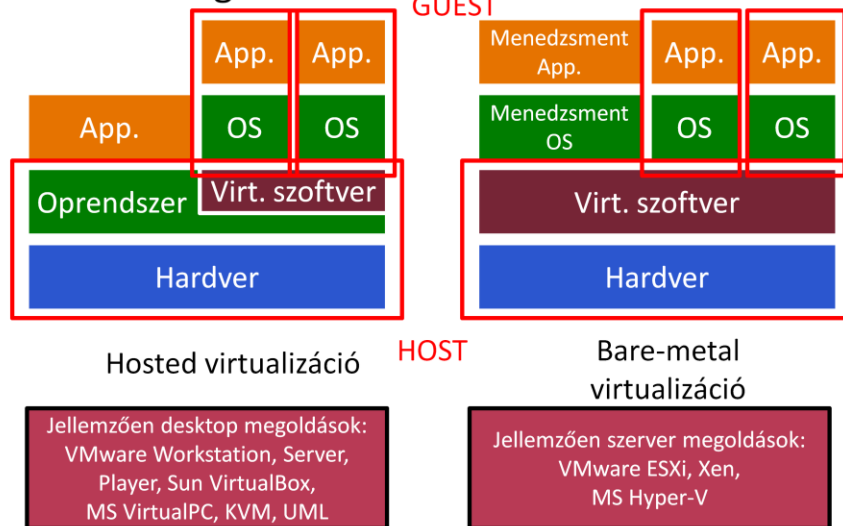 GUEST
App.
App.
App.
OS
OS
Oprendszer
Virt. szoftver
Hardver
Menedzsment
App.
App.
App.
Menedzsment
OS
OS
OS
Virt. szoftver
Hardver
HOST
Hosted virtualizáció
Bare-metal
virtualizáció
Jellemzően desktop megoldások:
VMware Workstation, Server,
Player, Sun VirtualBox,
MS VirtualPC, KVM, UML
Jellemzően szerver megoldások:
VMware ESXi, Xen,
MS Hyper-V